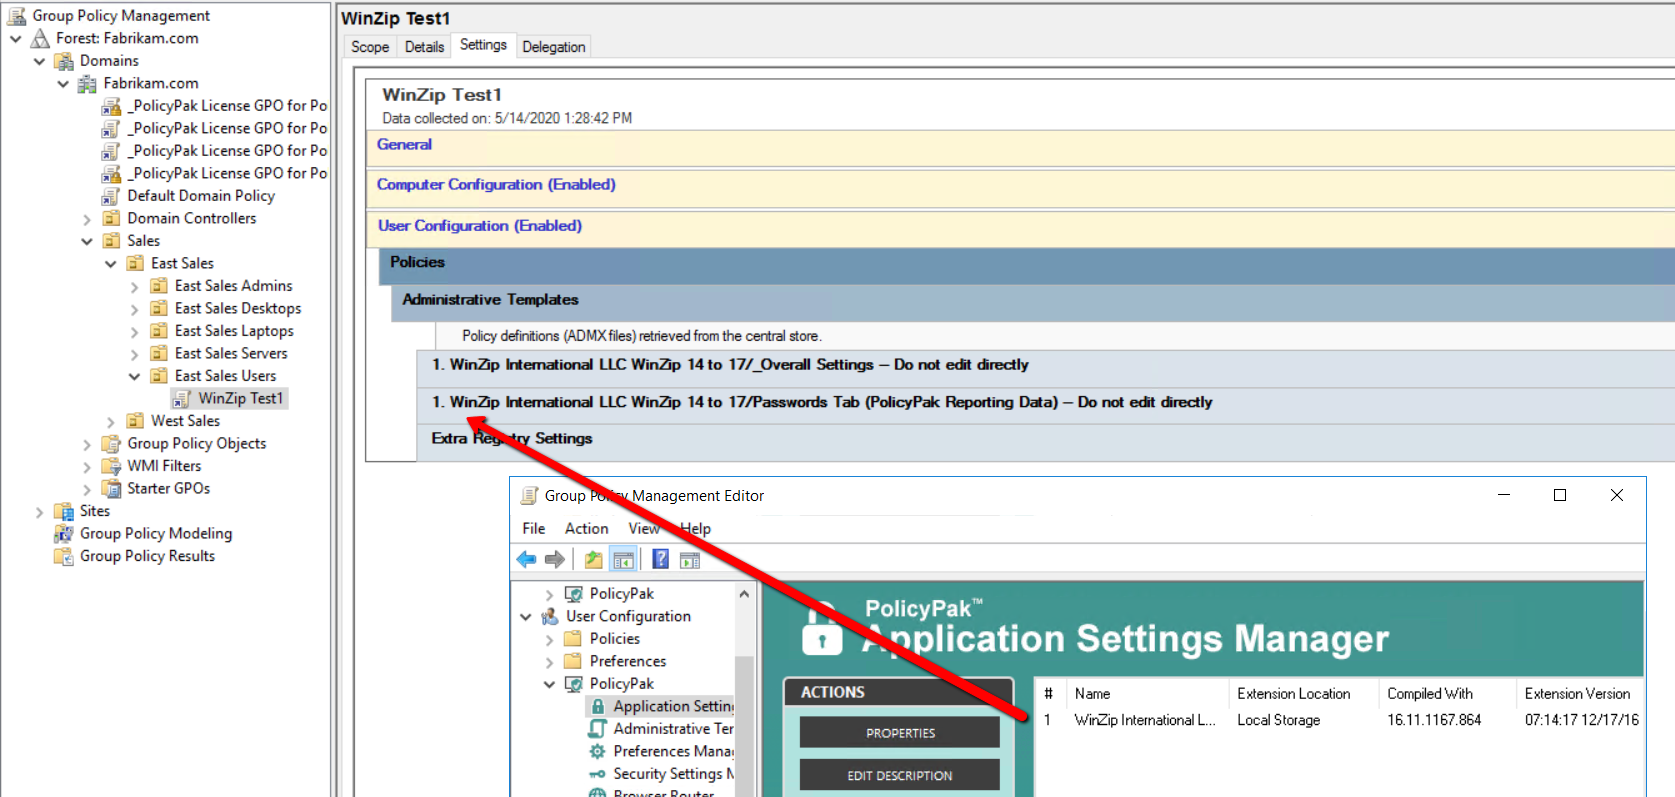 Group Policy Management
Forest: Fabrikam.com
Domains
Fabrikam.com
_PolicyPak License GPO for Po
_PolicyPak License GPO for Po
_PolicyPak License GPO for Po
_PolicyPak License GPO for Po
Default Domain Policy
Domain Controllers
Sales
East Sales
East Sales Admins
East Sales Desktops
East Sales Laptops
East Sales Servers
East Sales Users
WinZip Test1
West Sales
Group Policy Objects
WMI Filters
Starter GPOs
Sites
Group Policy Modeling
Group Policy Results
WinZip Test1
Scope Details Settings Delegation
WinZip Test1
Data collected on: 5/14/2020 1:28:42 PM
General
Computer Configuration (Enabled)
User Configuration (Enabled)
Policies
Administrative Templates
Policy definitions (ADMX files) retrieved from the central store.
1. WinZip International LLC WinZip 14 to 17/_Overall Settings – Do not edit directly
1. WinZip International LLC WinZip 14 to 17/Passwords Tab (PolicyPak Reporting Data) – Do not edit directly
Extra Registry Settings
Group Policy Management Editor
File Action View Help
PolicyPak
User Configuration
Policies
Preferences
PolicyPak
Application Settin
Administrative Ter
Preferences Mana
Security Settings M
Browser Router
PolicyPak™
Application Settings Manager
ACTIONS
PROPERTIES
EDIT DESCRIPTION
# Name Extension Location Compiled With Extension Version
1 WinZip International L... Local Storage 16.11.1167.864 07:14:17 12/17/16